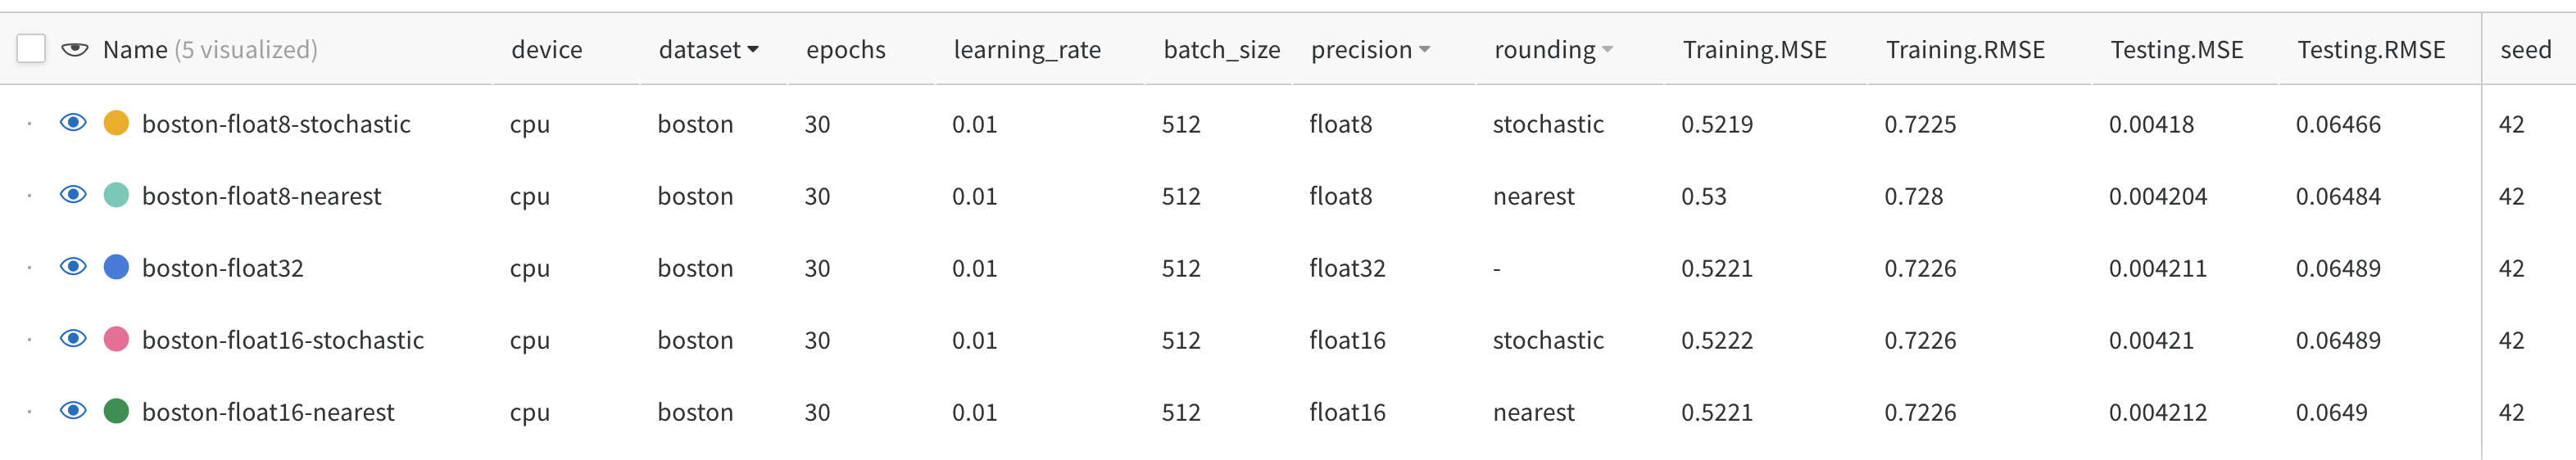 Name (5 visualized) device dataset epochs learning_rate batch_size precision rounding Training.MSE Training.RMSE Testing.MSE Testing.RMSE seed
boston-float8-stochastic cpu boston 30 0.01 512 float8 stochastic 0.5219 0.7225 0.00418 0.06466 42
boston-float8-nearest cpu boston 30 0.01 512 float8 nearest 0.53 0.728 0.004204 0.06484 42
boston-float32 cpu boston 30 0.01 512 float32 - 0.5221 0.7226 0.004211 0.06489 42
boston-float16-stochastic cpu boston 30 0.01 512 float16 stochastic 0.5222 0.7226 0.00421 0.06489 42
boston-float16-nearest cpu boston 30 0.01 512 float16 nearest 0.5221 0.7226 0.004212 0.0649 42